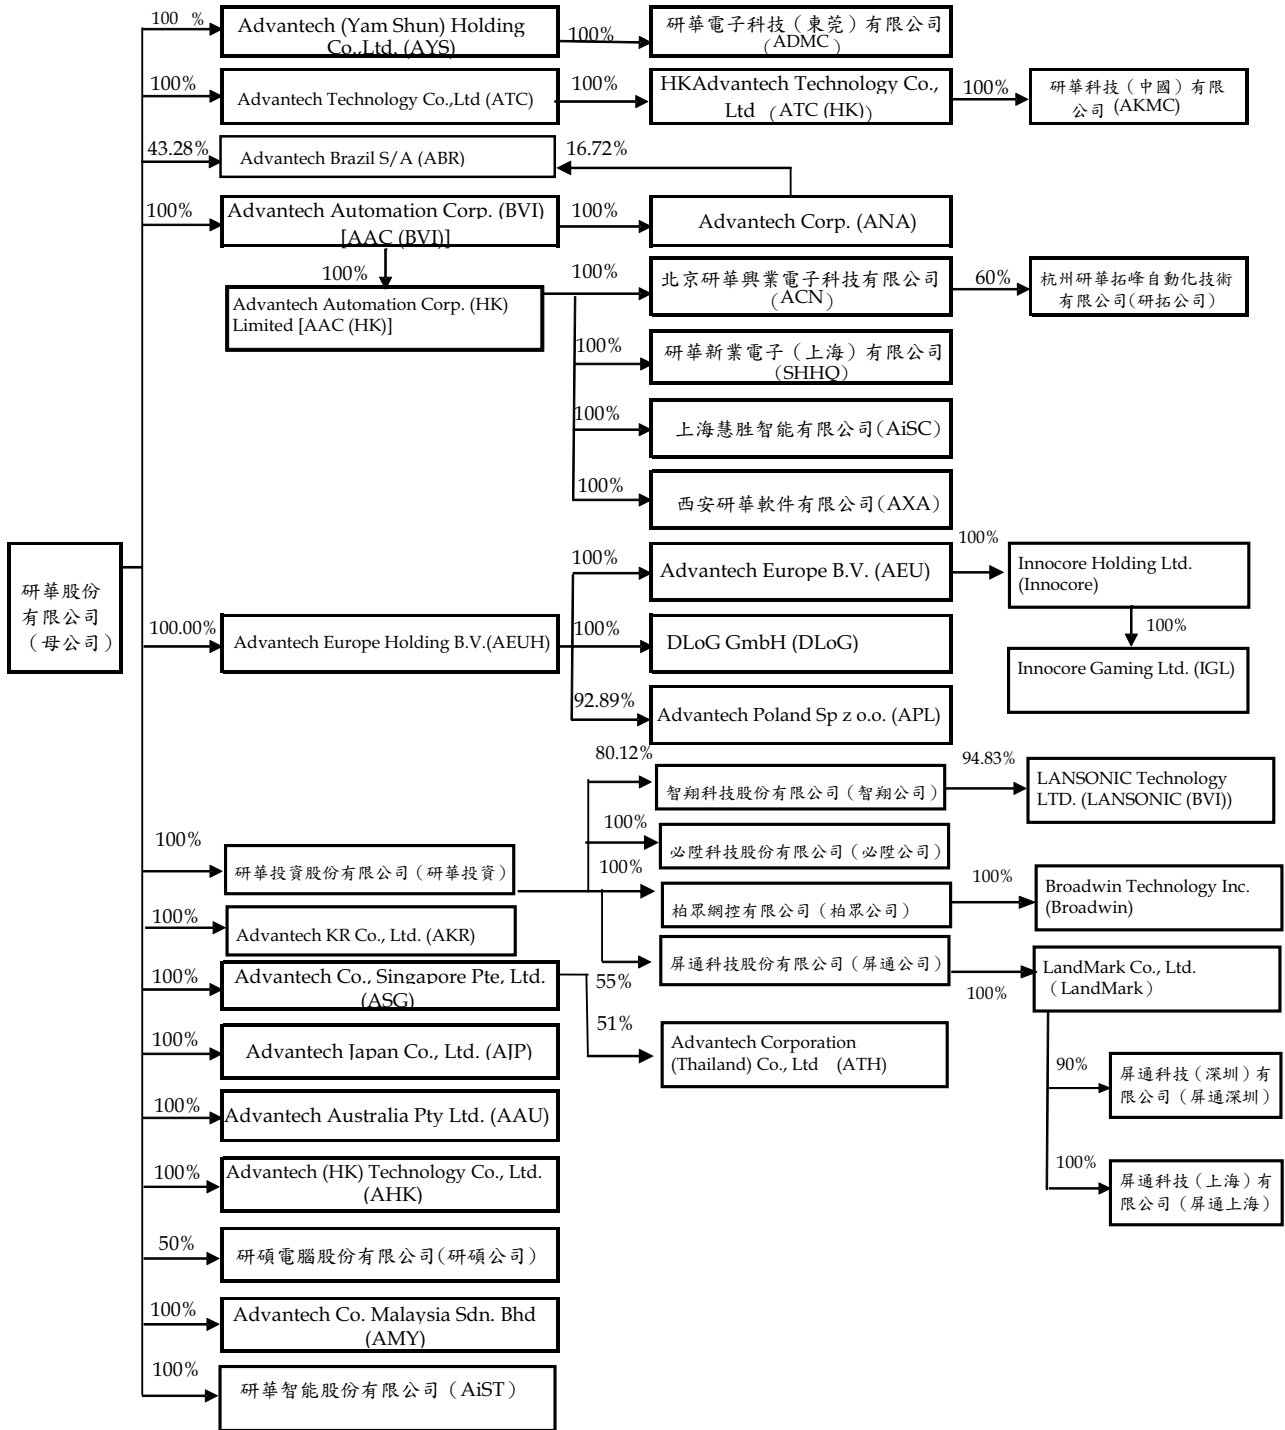 100 %
Advantech (Yam Shun) Holding
Co.,Ltd. (AYS)
100%
研華電子科技（東莞）有限公司
（ADMC）
100%
Advantech Technology Co.,Ltd (ATC)
100%
HKAdvantech Technology Co.,
Ltd （ATC (HK)）
100%
研華科技（中國）有限
公司 (AKMC)
43.28%
Advantech Brazil S/A (ABR)
16.72%
100%
Advantech Automation Corp. (BVI)
[AAC (BVI)]
100%
Advantech Corp. (ANA)
100%
Advantech Automation Corp. (HK)
Limited [AAC (HK)]
100%
北京研華興業電子科技有限公司
（ACN）
60%
杭州研華拓峰自動化技術
有限公司(研拓公司）
100%
研華新業電子（上海）有限公司
（SHHQ）
100%
上海慧胜智能有限公司(AiSC)
100%
西安研華軟件有限公司(AXA)
研華股份
有限公司
（母公司）
100.00%
Advantech Europe Holding B.V.(AEUH)
100%
Advantech Europe B.V. (AEU)
100%
Innocore Holding Ltd.
(Innocore)
100%
Innocore Gaming Ltd. (IGL)
100%
DLoG GmbH (DLoG)
92.89%
Advantech Poland Sp z o.o. (APL)
100%
研華投資股份有限公司（研華投資）
80.12%
智翔科技股份有限公司（智翔公司）
94.83%
LANSONIC Technology
LTD. (LANSONIC (BVI))
100%
必陞科技股份有限公司（必陞公司）
100%
柏眾網控有限公司（柏眾公司）
100%
Broadwin Technology Inc.
(Broadwin)
55%
屏通科技股份有限公司（屏通公司）
100%
LandMark Co., Ltd.
（LandMark）
90%
屏通科技（深圳）有
限公司（屏通深圳）
100%
屏通科技（上海）有
限公司（屏通上海）
100%
Advantech KR Co., Ltd. (AKR)
100%
Advantech Co., Singapore Pte, Ltd.
(ASG)
51%
Advantech Corporation
(Thailand) Co., Ltd (ATH)
100%
Advantech Japan Co., Ltd. (AJP)
100%
Advantech Australia Pty Ltd. (AAU)
100%
Advantech (HK) Technology Co., Ltd.
(AHK)
50%
研碩電腦股份有限公司(研碩公司）
100%
Advantech Co. Malaysia Sdn. Bhd
(AMY)
100%
研華智能股份有限公司（AiST）